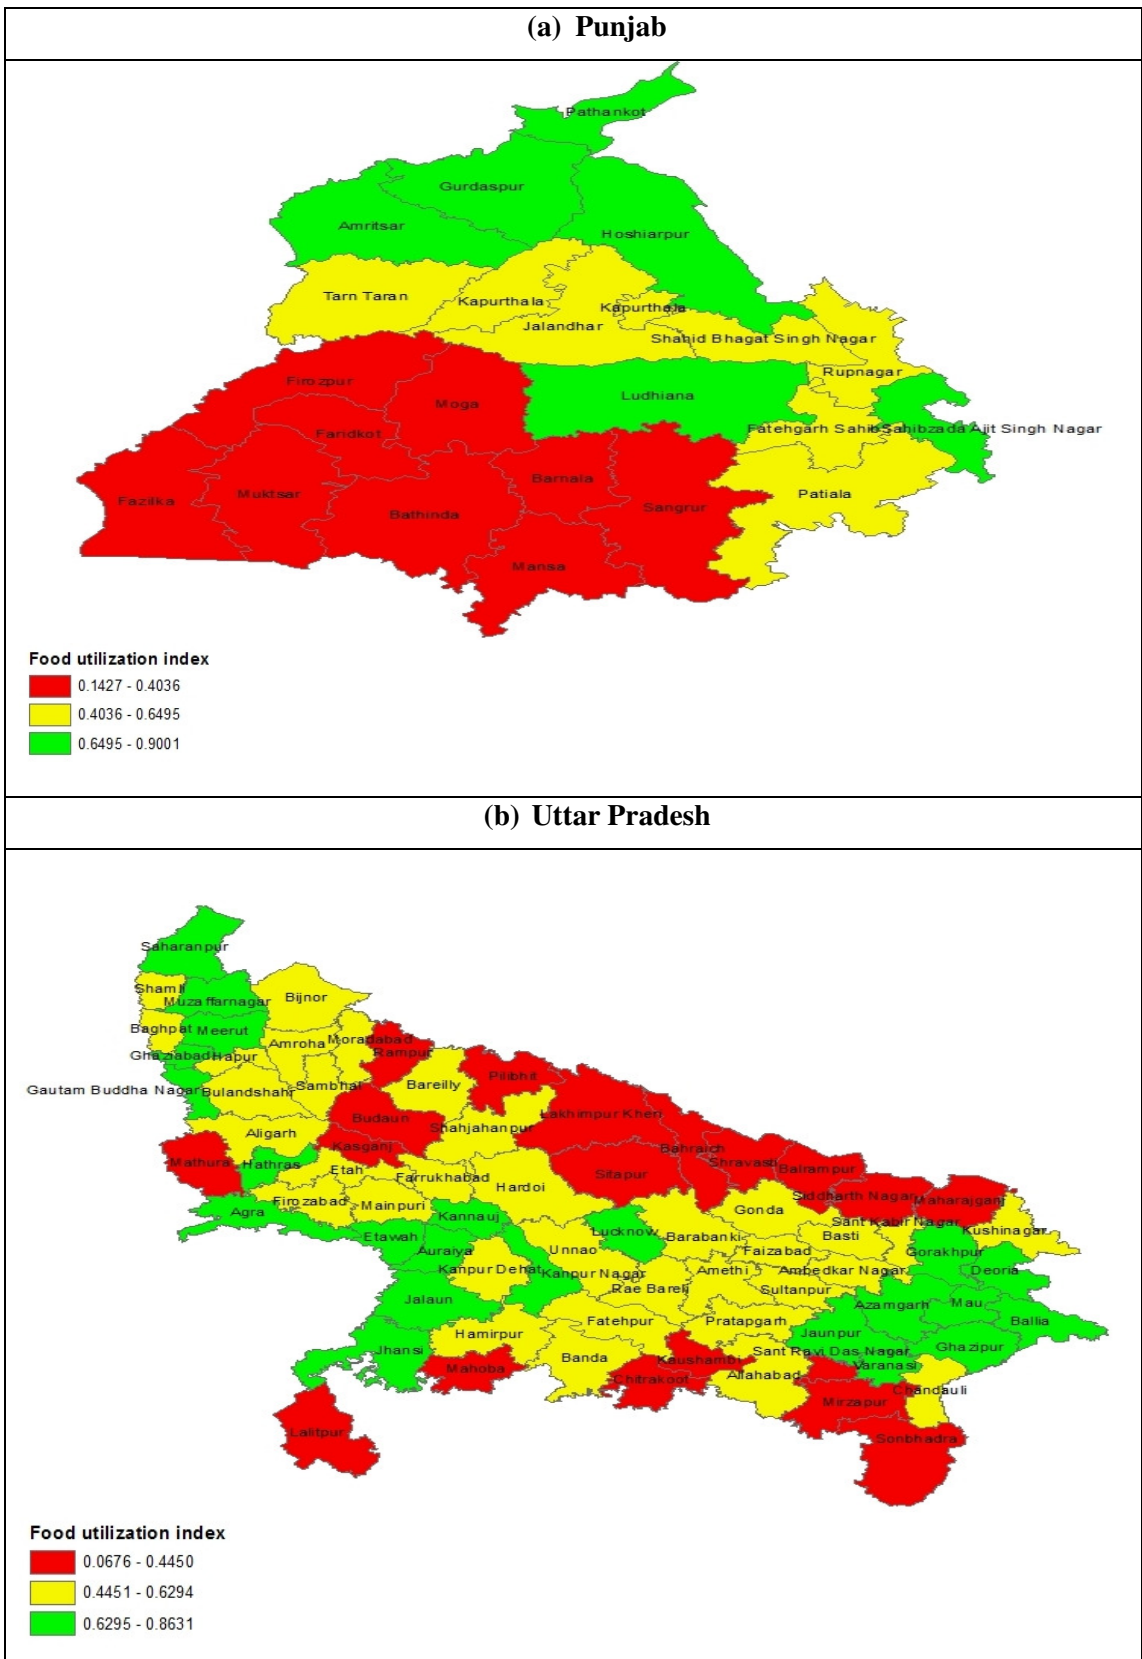 (a) Punjab
Pathankot
Gurdaspur
Amritsar
Hoshiarpur
Tarn Taran
Kapurthala
Kapurthala
Jalandhar
Shahid Bhagat Singh Nagar
Rupnagar
Firozpur
Moga
Ludhiana
Faridkot
Fatehgarh Sahib
Sahibzada Ajit Singh Nagar
Fazilka
Muktsar
Bathinda
Barnala
Sangrur
Patiala
Mansa
Food utilization index
0.1427 - 0.4036
0.4036 - 0.6495
0.6495 - 0.9001
(b) Uttar Pradesh
Saharanpur
Shamli
Muzaffarnagar
Bijnor
Baghpat
Meerut
Amroha
Moradabad
Rampur
Ghaziabad
Hapur
Gautam Buddha Nagar
Bulandshahr
Sambhal
Bareilly
Pilibhit
Budaun
Shahjahanpur
Lakhimpur Kheri
Aligarh
Kasganj
Mathura
Hathras
Etah
Farrukhabad
Hardoi
Sitapur
Bahraich
Shravasti
Balrampur
Siddharth Nagar
Maharajganj
Agra
Firozabad
Mainpuri
Kannauj
Gonda
Sant Kabir Nagar
Kushinagar
Etawah
Auraiya
Unnao
Lucknow
Barabanki
Faizabad
Basti
Gorakhpur
Deoria
Kanpur Dehat
Kanpur Nagar
Rae Bareli
Amethi
Ambedkar Nagar
Sultanpur
Jalaun
Azamgarh
Mau
Ballia
Hamirpur
Fatehpur
Pratapgarh
Jaunpur
Ghazipur
Jhansi
Banda
Kaushambi
Sant Ravi Das Nagar
Varanasi
Mahoba
Chitrakoot
Allahabad
Mirzapur
Chandauli
Lalitpur
Sonbhadra
Food utilization index
0.0676 - 0.4450
0.4451 - 0.6294
0.6295 - 0.8631